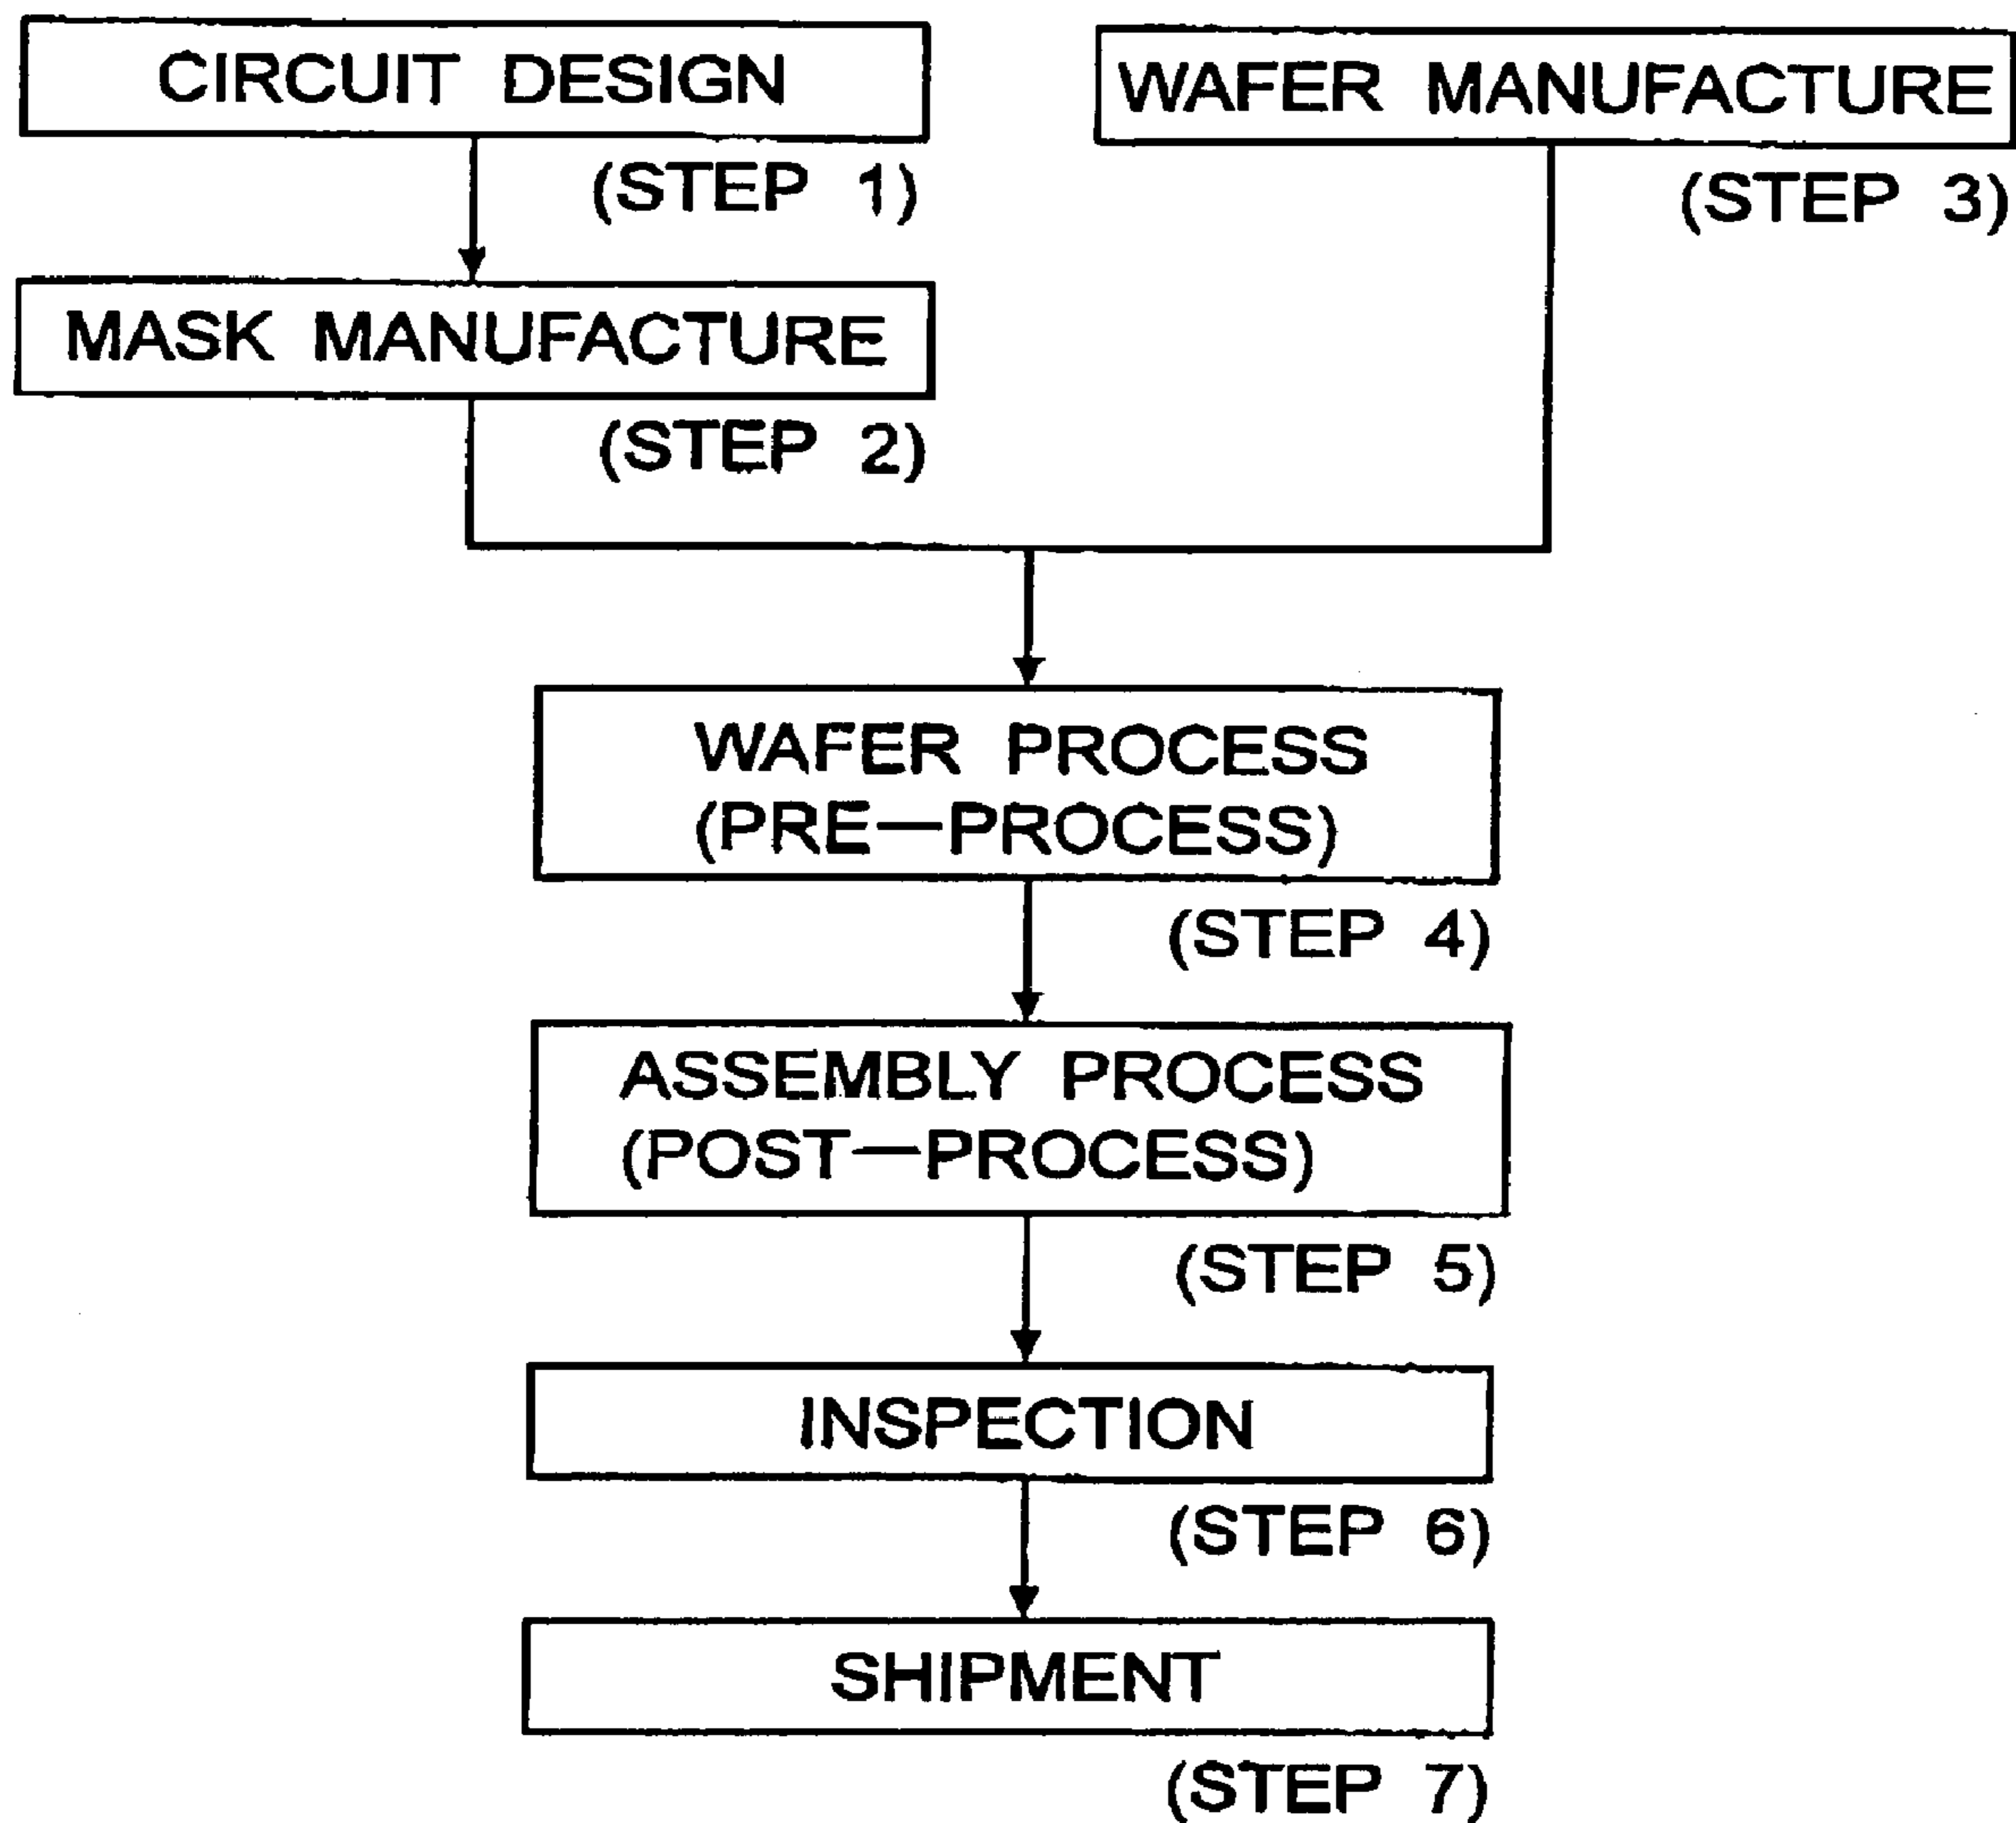 CIRCUIT DESIGN
(STEP 1)
WAFER MANUFACTURE
(STEP 3)
MASK MANUFACTURE
(STEP 2)
WAFER PROCESS
(PRE—PROCESS)
(STEP 4)
ASSEMBLY PROCESS
(POST—PROCESS)
(STEP 5)
INSPECTION
(STEP 6)
SHIPMENT
(STEP 7)